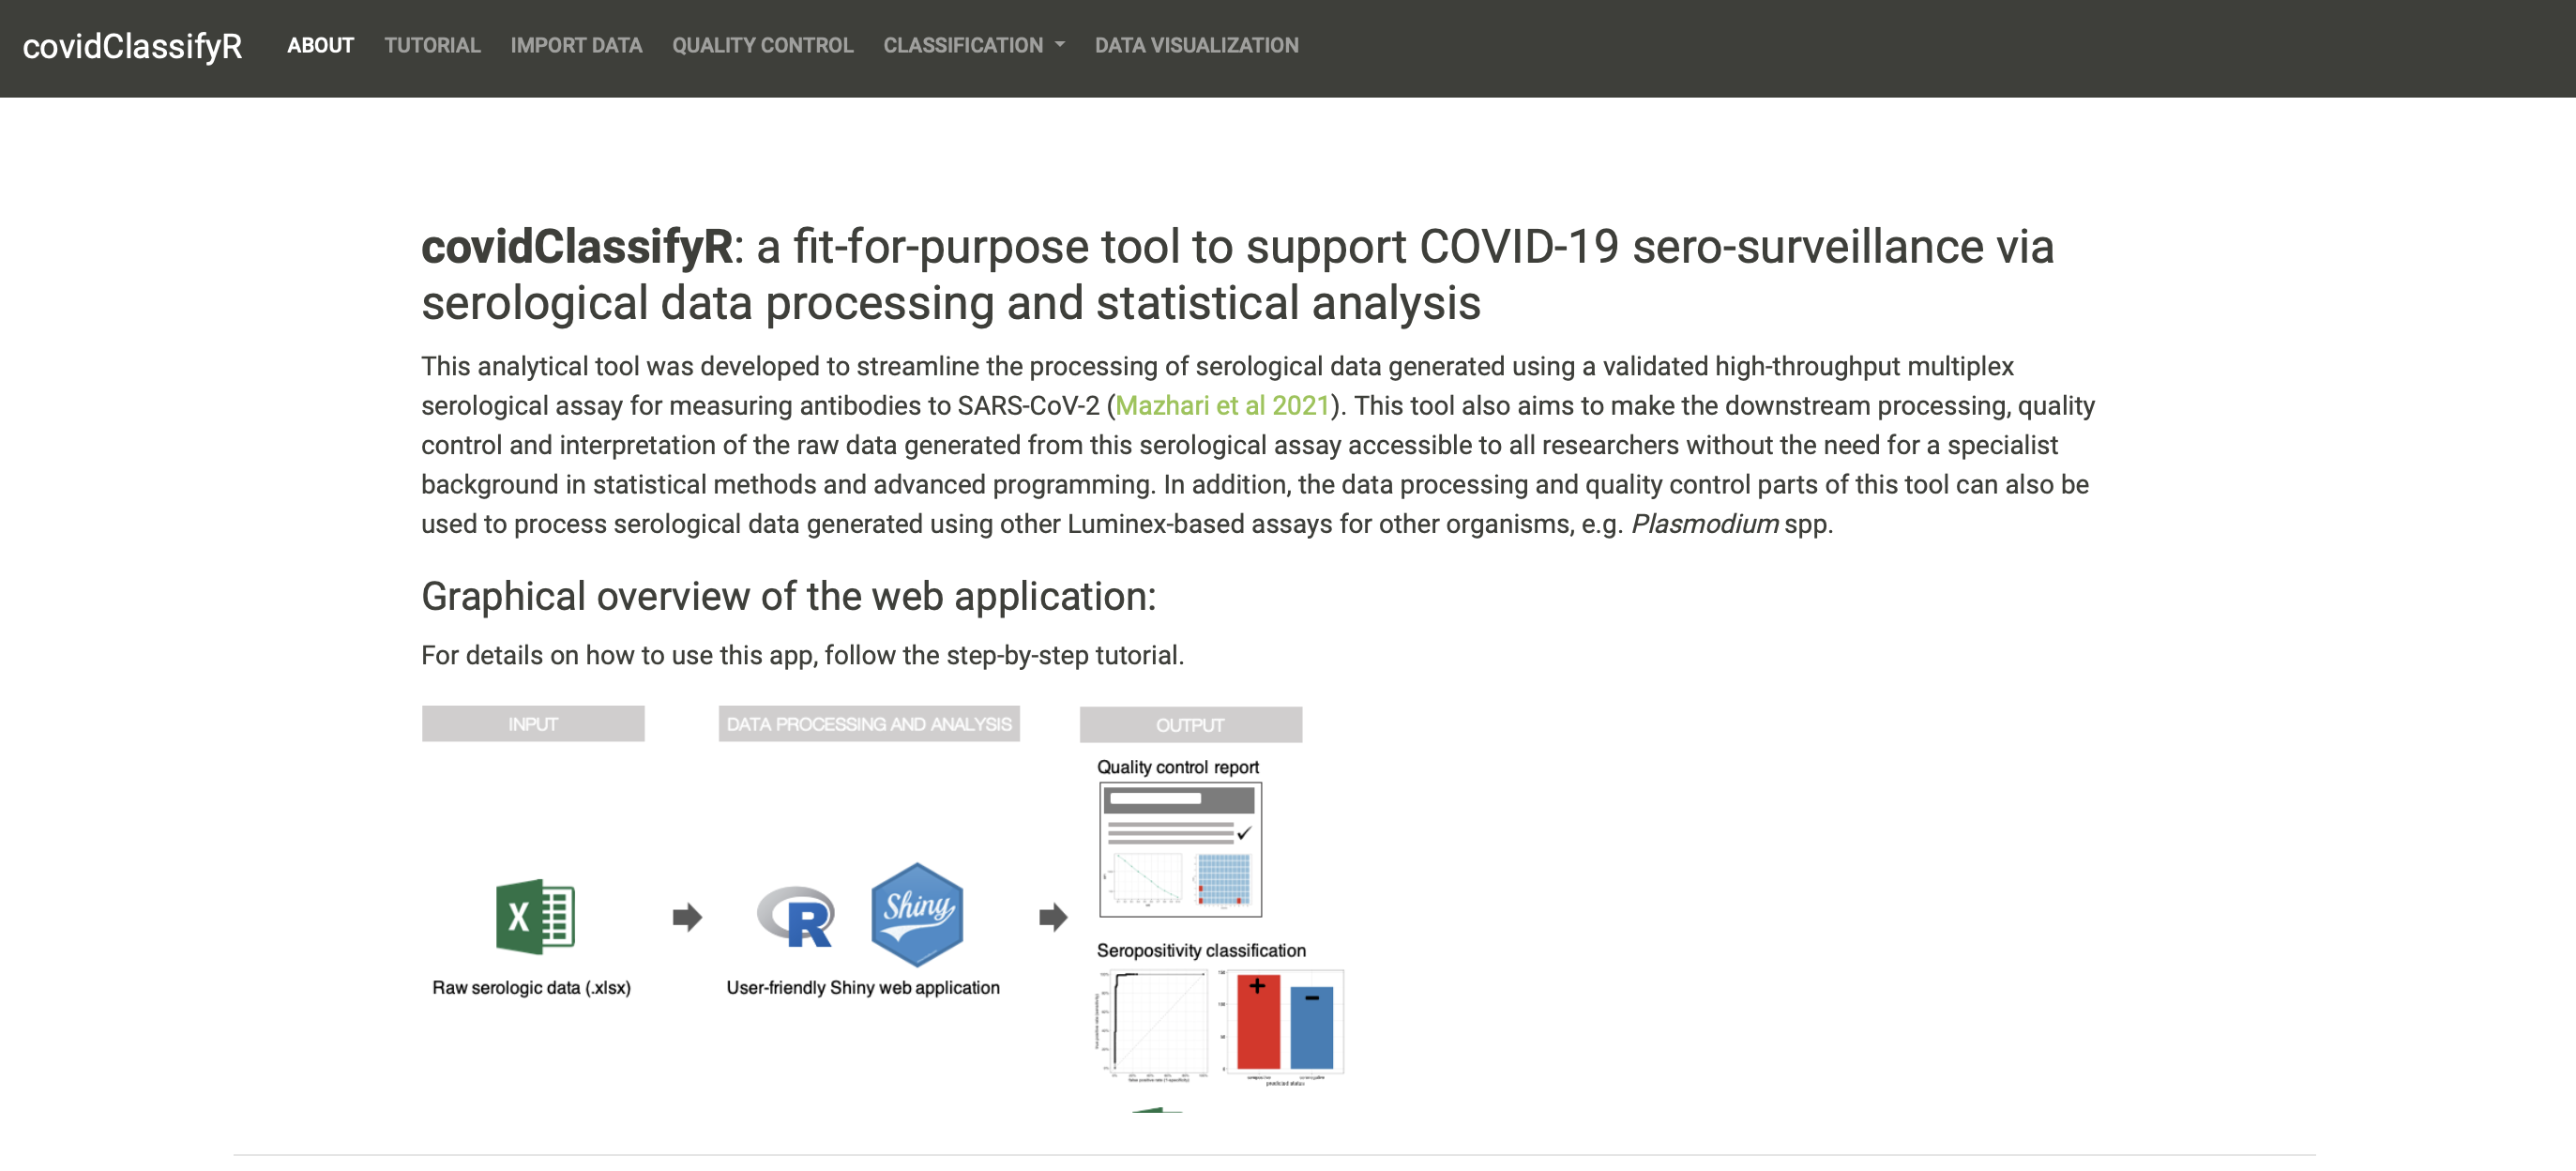 covidClassifyR ABOUT TUTORIAL IMPORT DATA QUALITY CONTROL CLASSIFICATION DATA VISUALIZATION
covidClassifyR: a fit-for-purpose tool to support COVID-19 sero-surveillance via
serological data processing and statistical analysis
This analytical tool was developed to streamline the processing of serological data generated using a validated high-throughput multiplex
serological assay for measuring antibodies to SARS-CoV-2 (Mazhari et al 2021). This tool also aims to make the downstream processing, quality
control and interpretation of the raw data generated from this serological assay accessible to all researchers without the need for a specialist
background in statistical methods and advanced programming. In addition, the data processing and quality control parts of this tool can also be
used to process serological data generated using other Luminex-based assays for other organisms, e.g. Plasmodium spp.
Graphical overview of the web application:
For details on how to use this app, follow the step-by-step tutorial.
INPUT
DATA PROCESSING AND ANALYSIS
OUTPUT
Quality control report
X
R
Shiny
Raw serologic data (.xlsx)
User-friendly Shiny web application
Seropositivity classification
+
−
predicted status